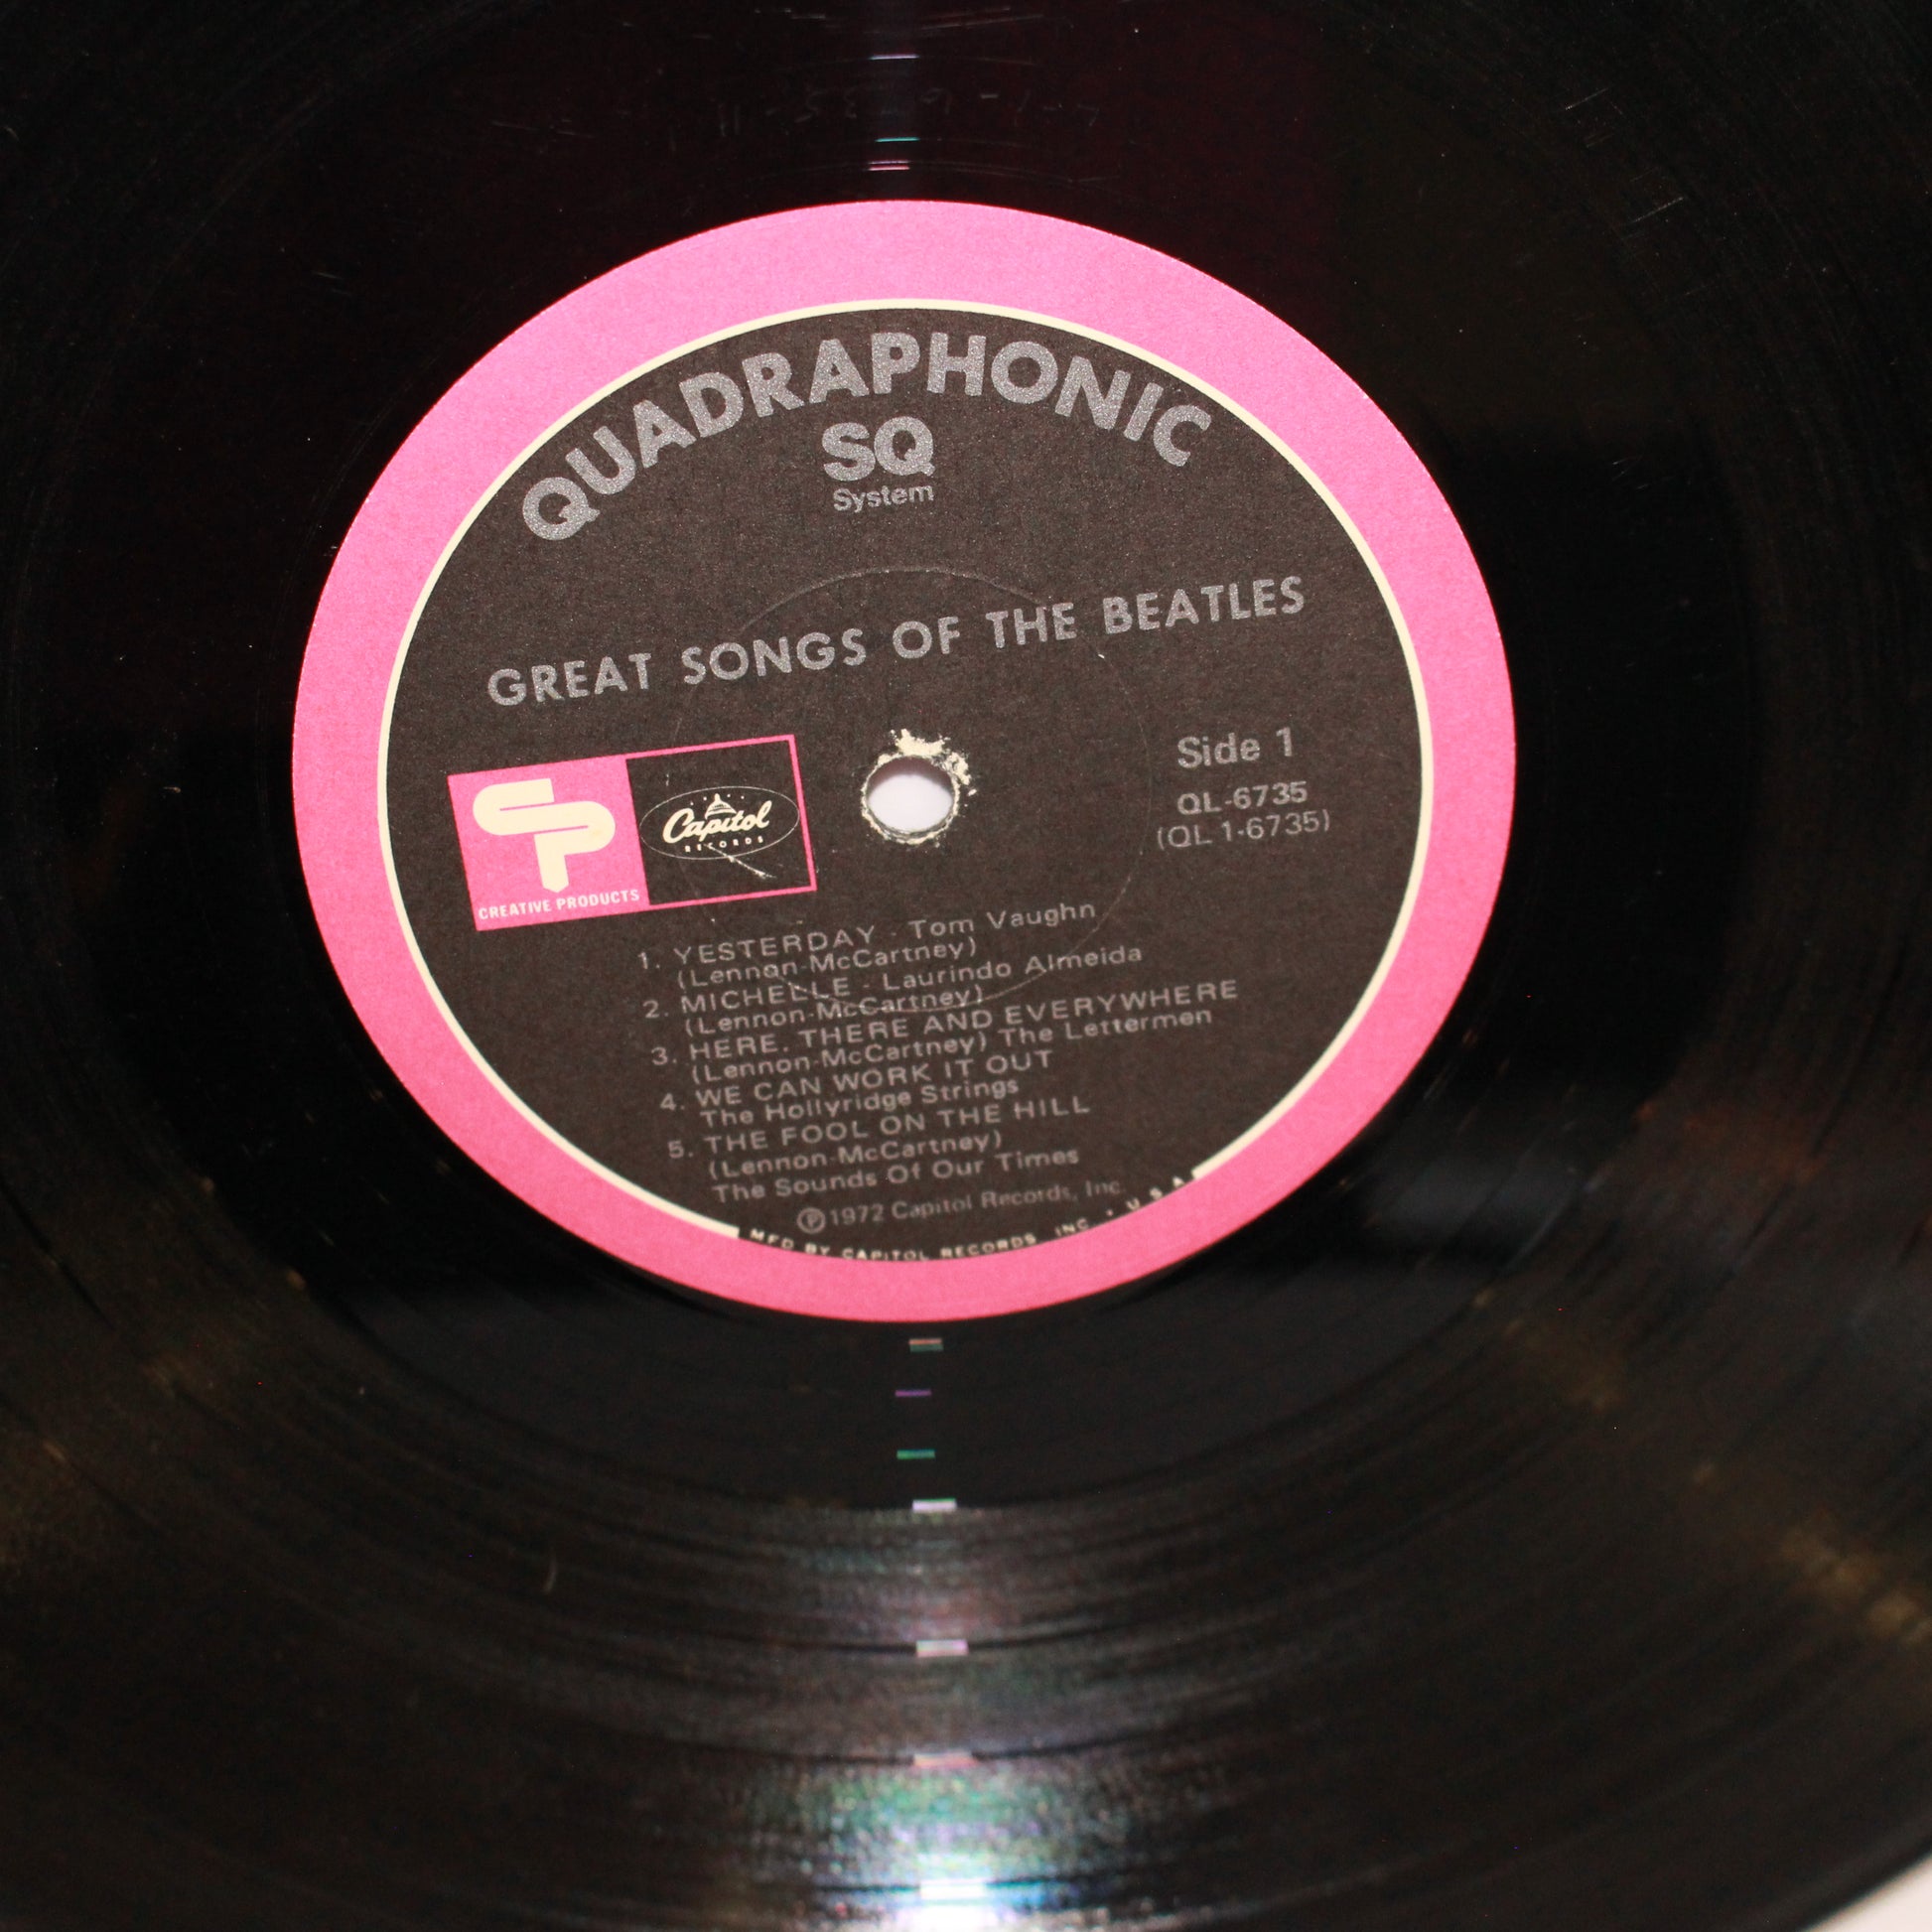 QUADRAPHONIC
SQ
System
GREAT SONGS OF THE BEATLES
Side 1
QL-6735
(QL 1-6735)
Capitol
RECORDS
CREATIVE PRODUCTS
1. YESTERDAY - Tom Vaughn
(Lennon-McCartney)
2. MICHELLE - Laurindo Almeida
(Lennon-McCartney)
3. HERE, THERE AND EVERYWHERE
(Lennon-McCartney) The Lettermen
4. WE CAN WORK IT OUT
The Hollyridge Strings
5. THE FOOL ON THE HILL
(Lennon-McCartney)
The Sounds Of Our Times
Ⓟ1972 Capitol Records, Inc.
MFD BY CAPITOL RECORDS INC. • U.S.A.